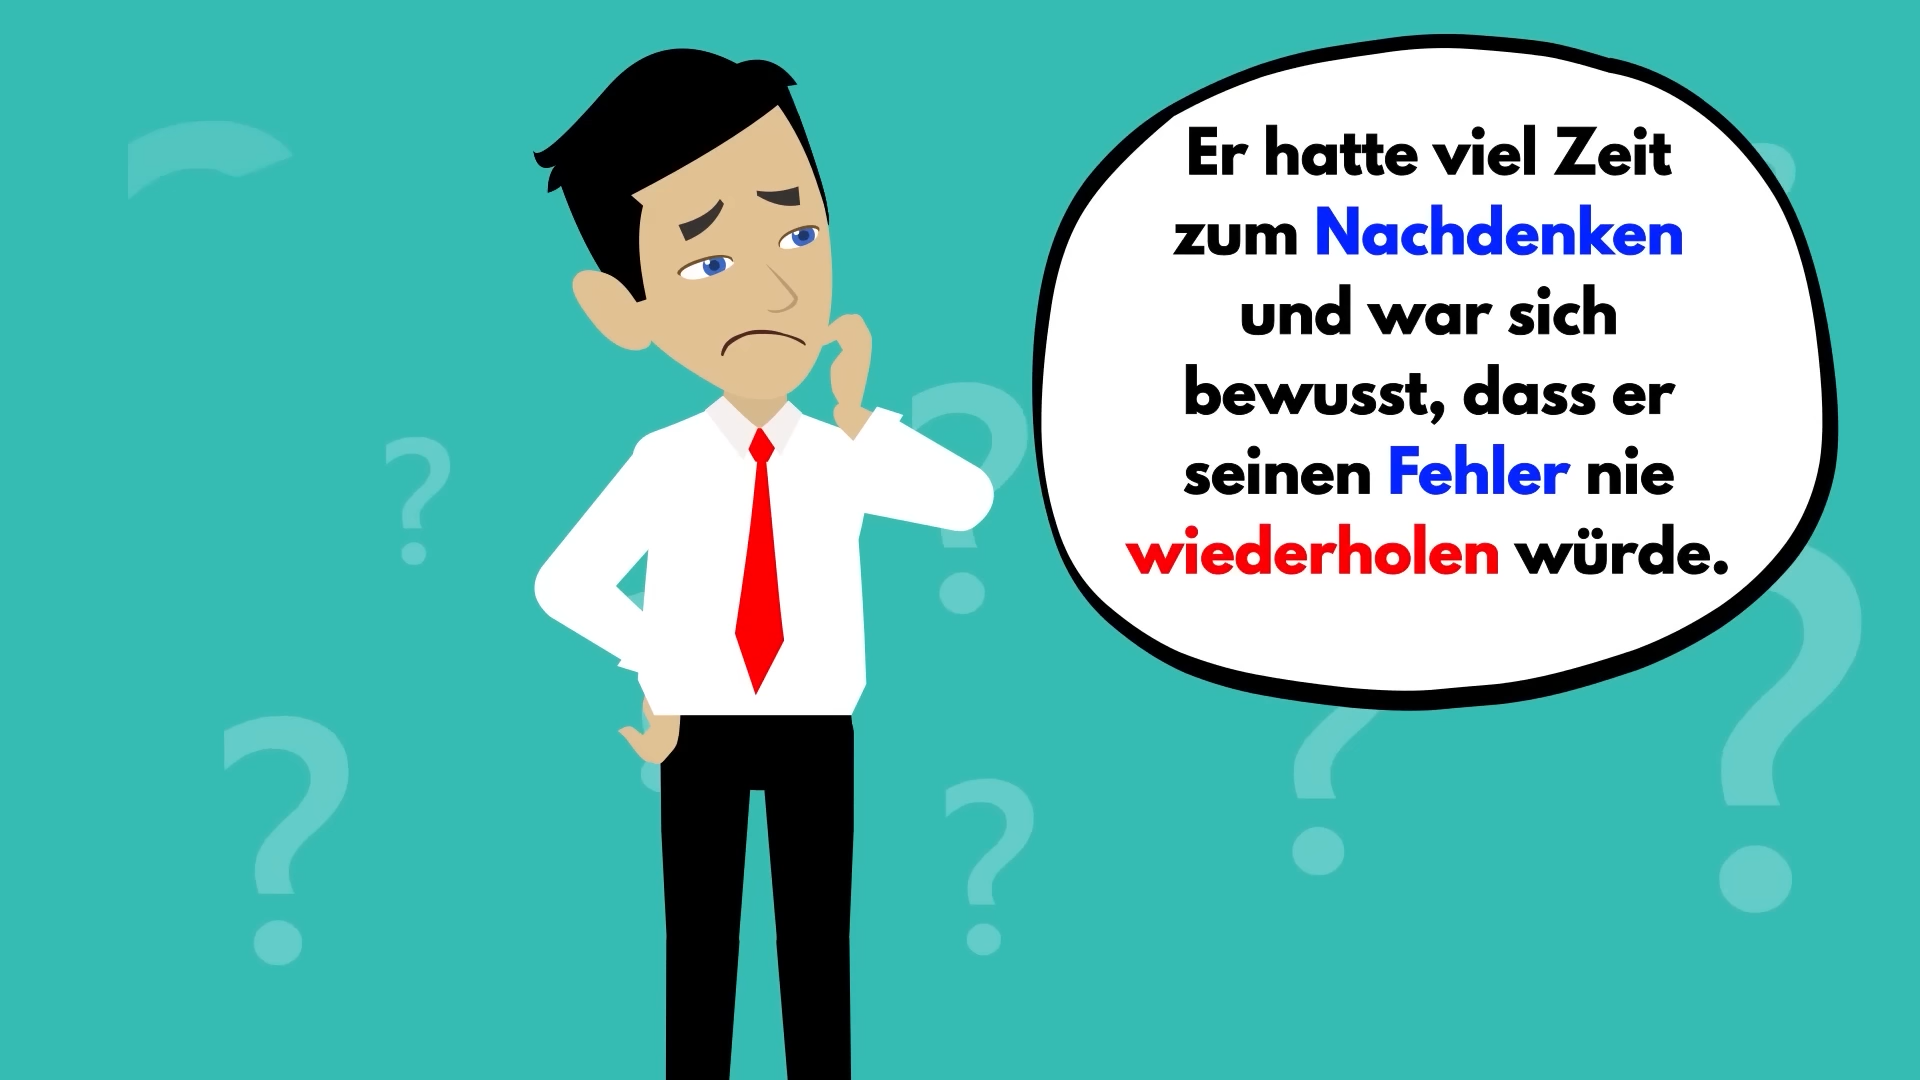 Er hatte viel Zeit
zum Nachdenken
und war sich
bewusst, dass er
seinen Fehler nie
wiederholen würde.